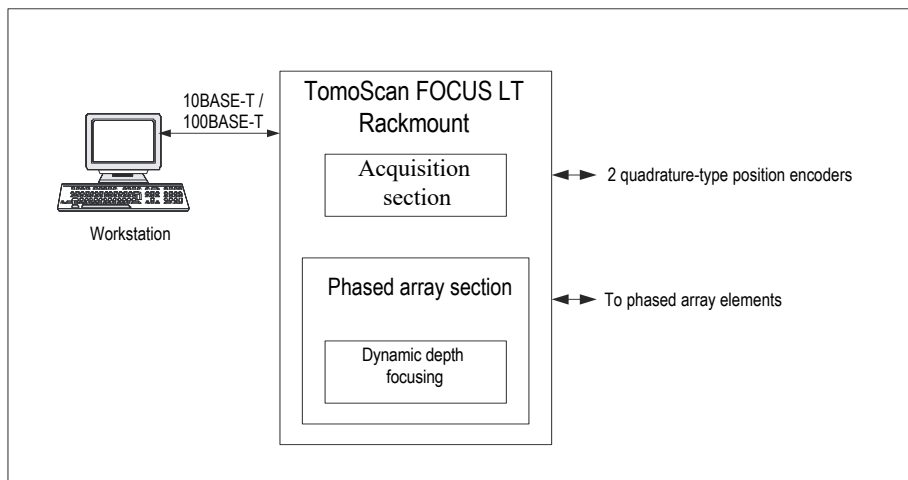 TomoScan FOCUS LT
Rackmount
10BASE-T /
100BASE-T
Acquisition
section
2 quadrature-type position encoders
Workstation
Phased array section
To phased array elements
Dynamic depth
focusing